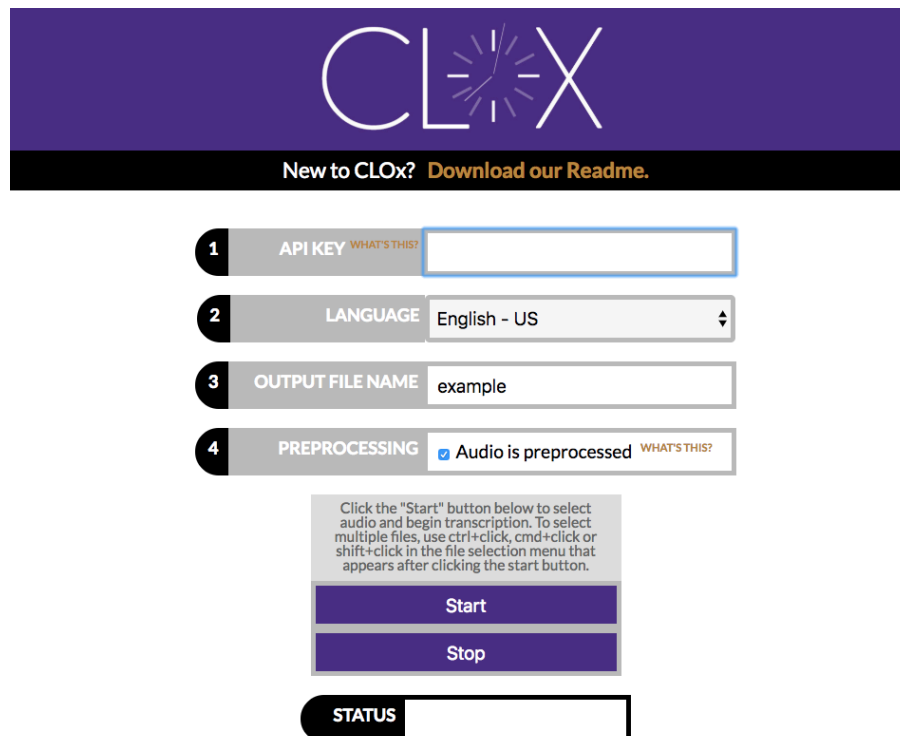 CLOX
New to CLOx? Download our Readme.
1 API KEY WHAT'S THIS?
2 LANGUAGE English - US
3 OUTPUT FILE NAME example
4 PREPROCESSING Audio is preprocessed WHAT'S THIS?
Click the "Start" button below to select
audio and begin transcription. To select
multiple files, use ctrl+click, cmd+click or
shift+click in the file selection menu that
appears after clicking the start button.
Start
Stop
STATUS